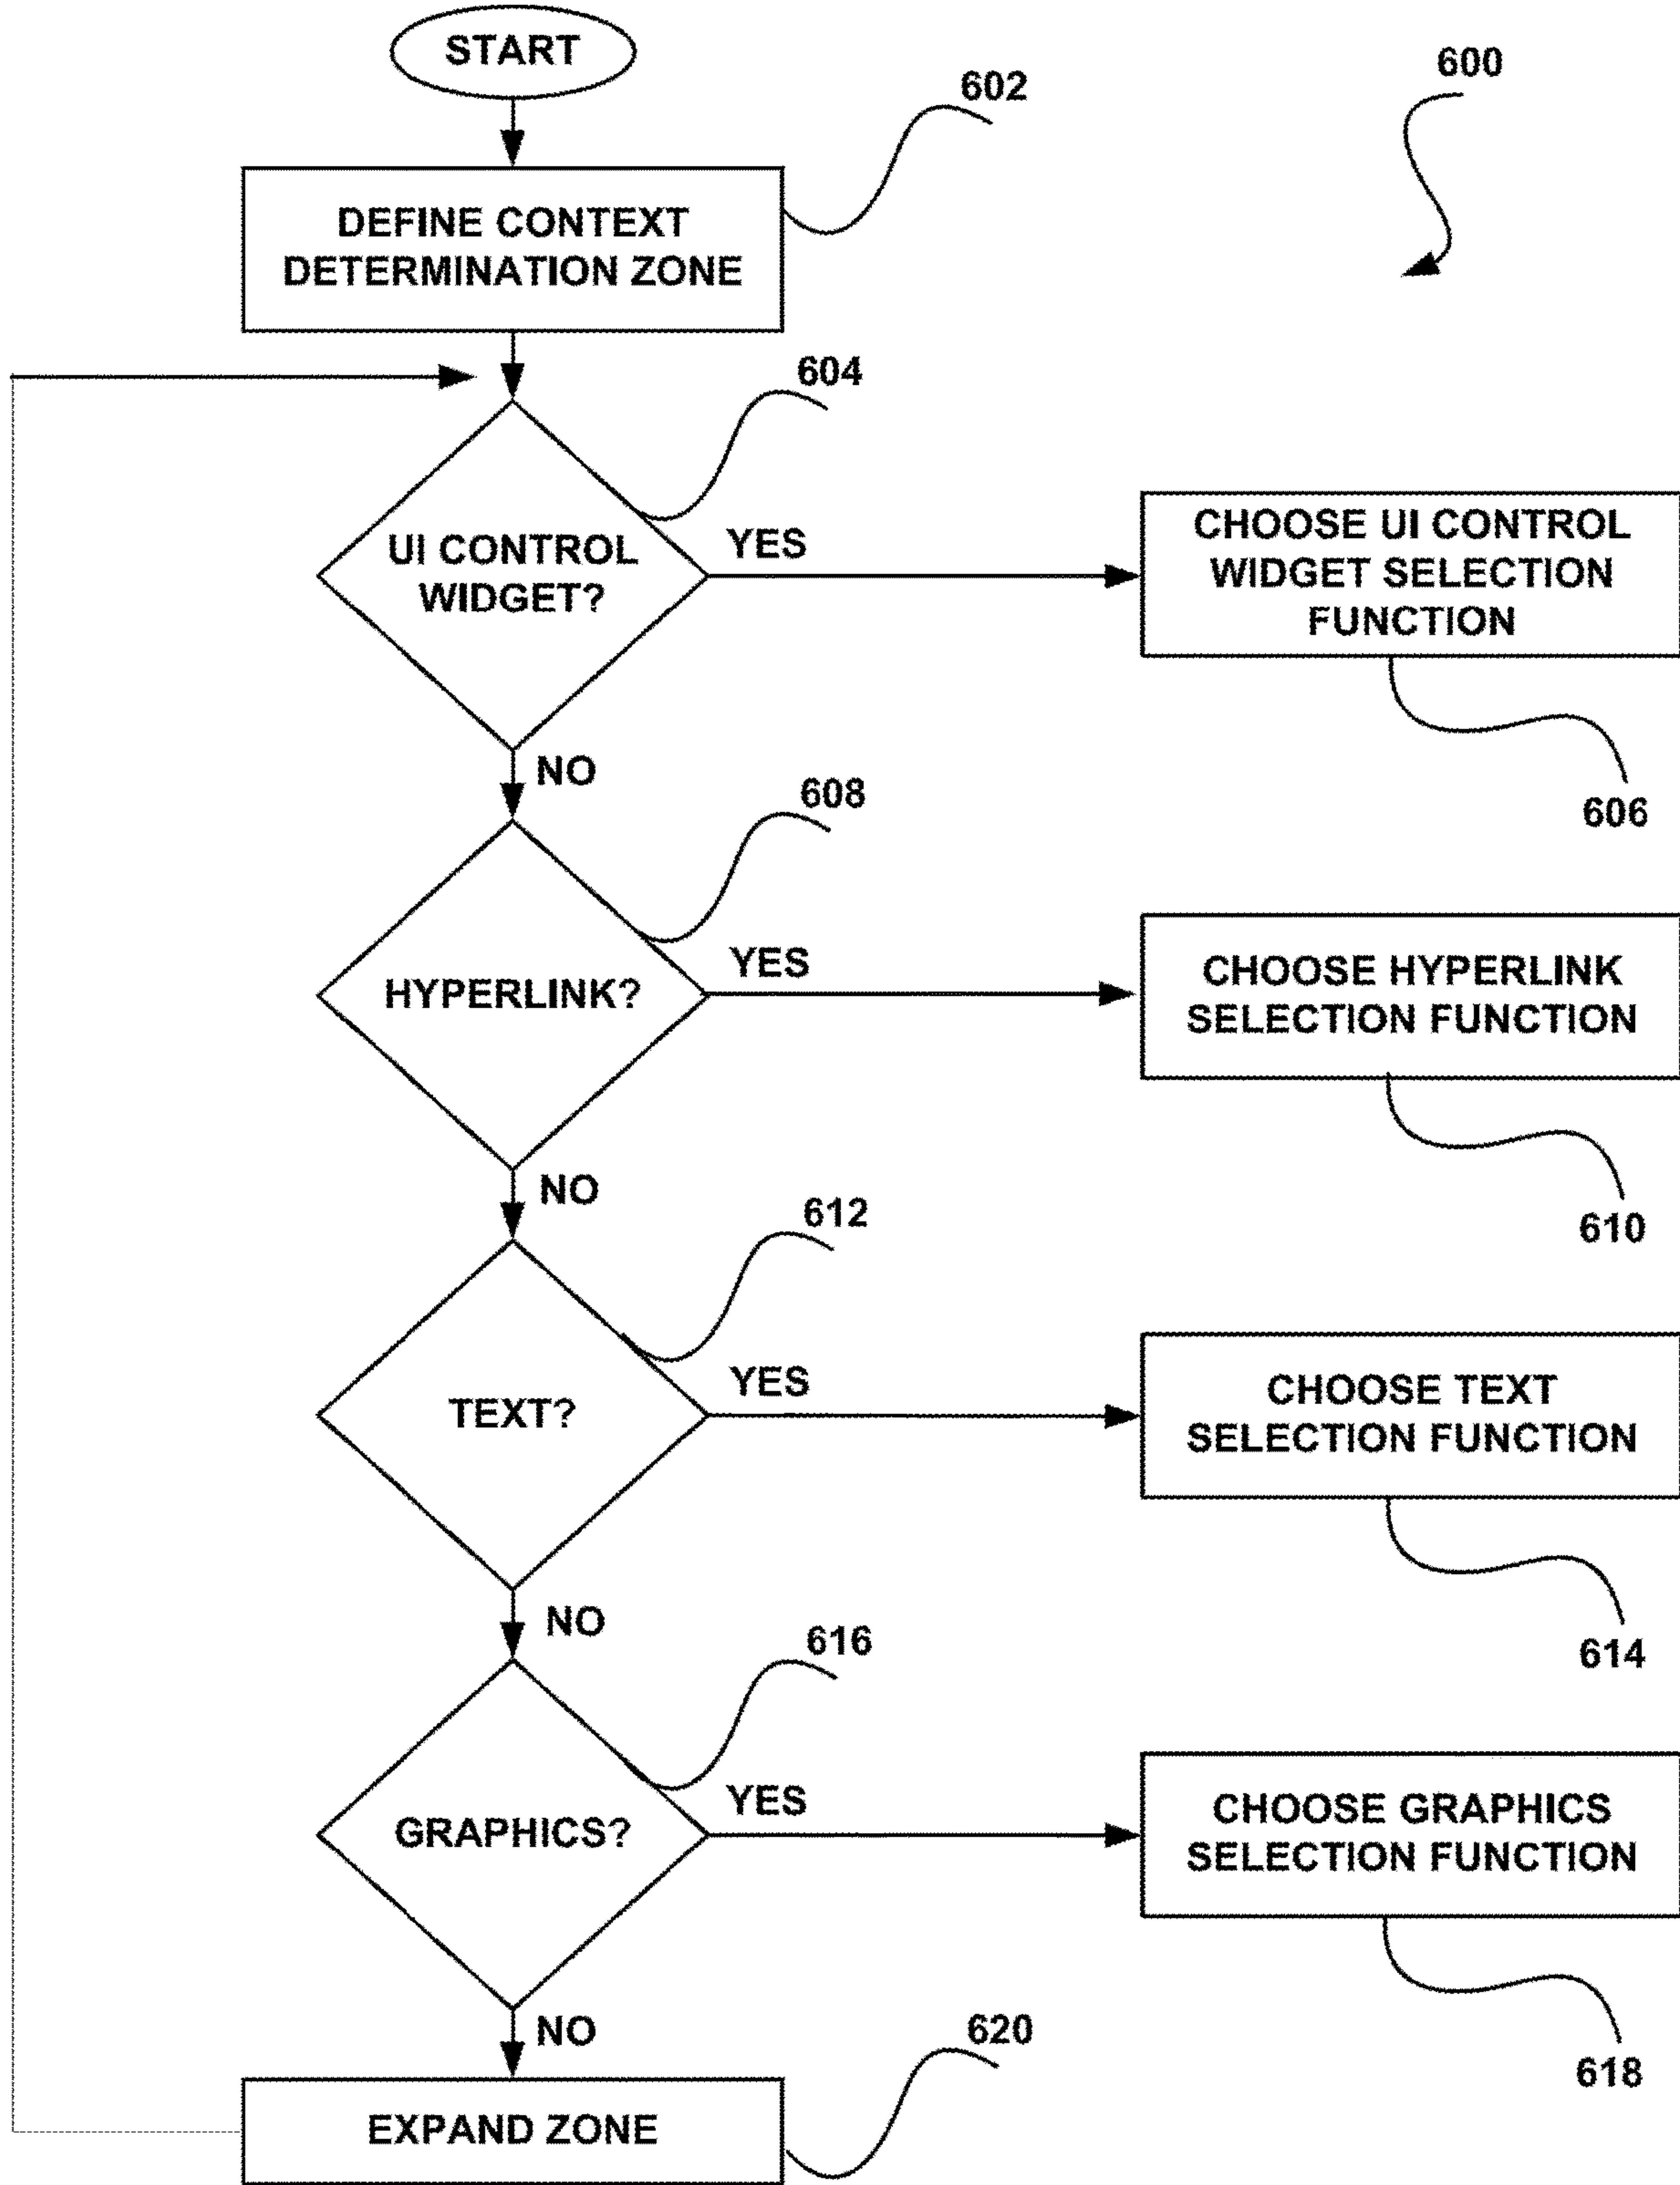 START
602
600
DEFINE CONTEXT
DETERMINATION ZONE
604
UI CONTROL
WIDGET?
YES
CHOOSE UI CONTROL
WIDGET SELECTION
FUNCTION
606
NO
608
HYPERLINK?
YES
CHOOSE HYPERLINK
SELECTION FUNCTION
610
NO
612
TEXT?
YES
CHOOSE TEXT
SELECTION FUNCTION
614
NO
616
GRAPHICS?
YES
CHOOSE GRAPHICS
SELECTION FUNCTION
618
NO
620
EXPAND ZONE